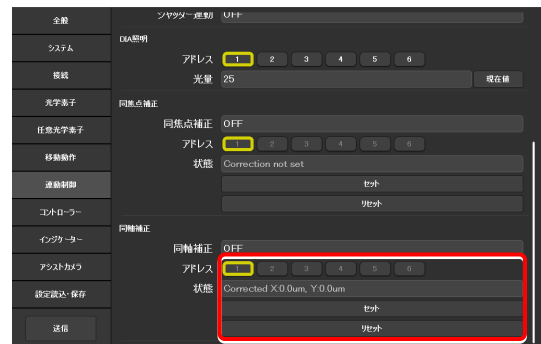 全般
システム
接続
光学素子
任意光学素子
移動動作
連動制御
コントローラー
インジケーター
アシストカメラ
設定読込・保存
送信
シャッター連動 OFF
DIA照明
アドレス 1 2 3 4 5 6
光量 25 現在値
同焦点補正
同焦点補正 OFF
アドレス 1 2 3 4 5 6
状態 Correction not set
セット
リセット
同軸補正
同軸補正 OFF
アドレス 1 2 3 4 5 6
状態 Corrected X:0.0um, Y:0.0um
セット
リセット